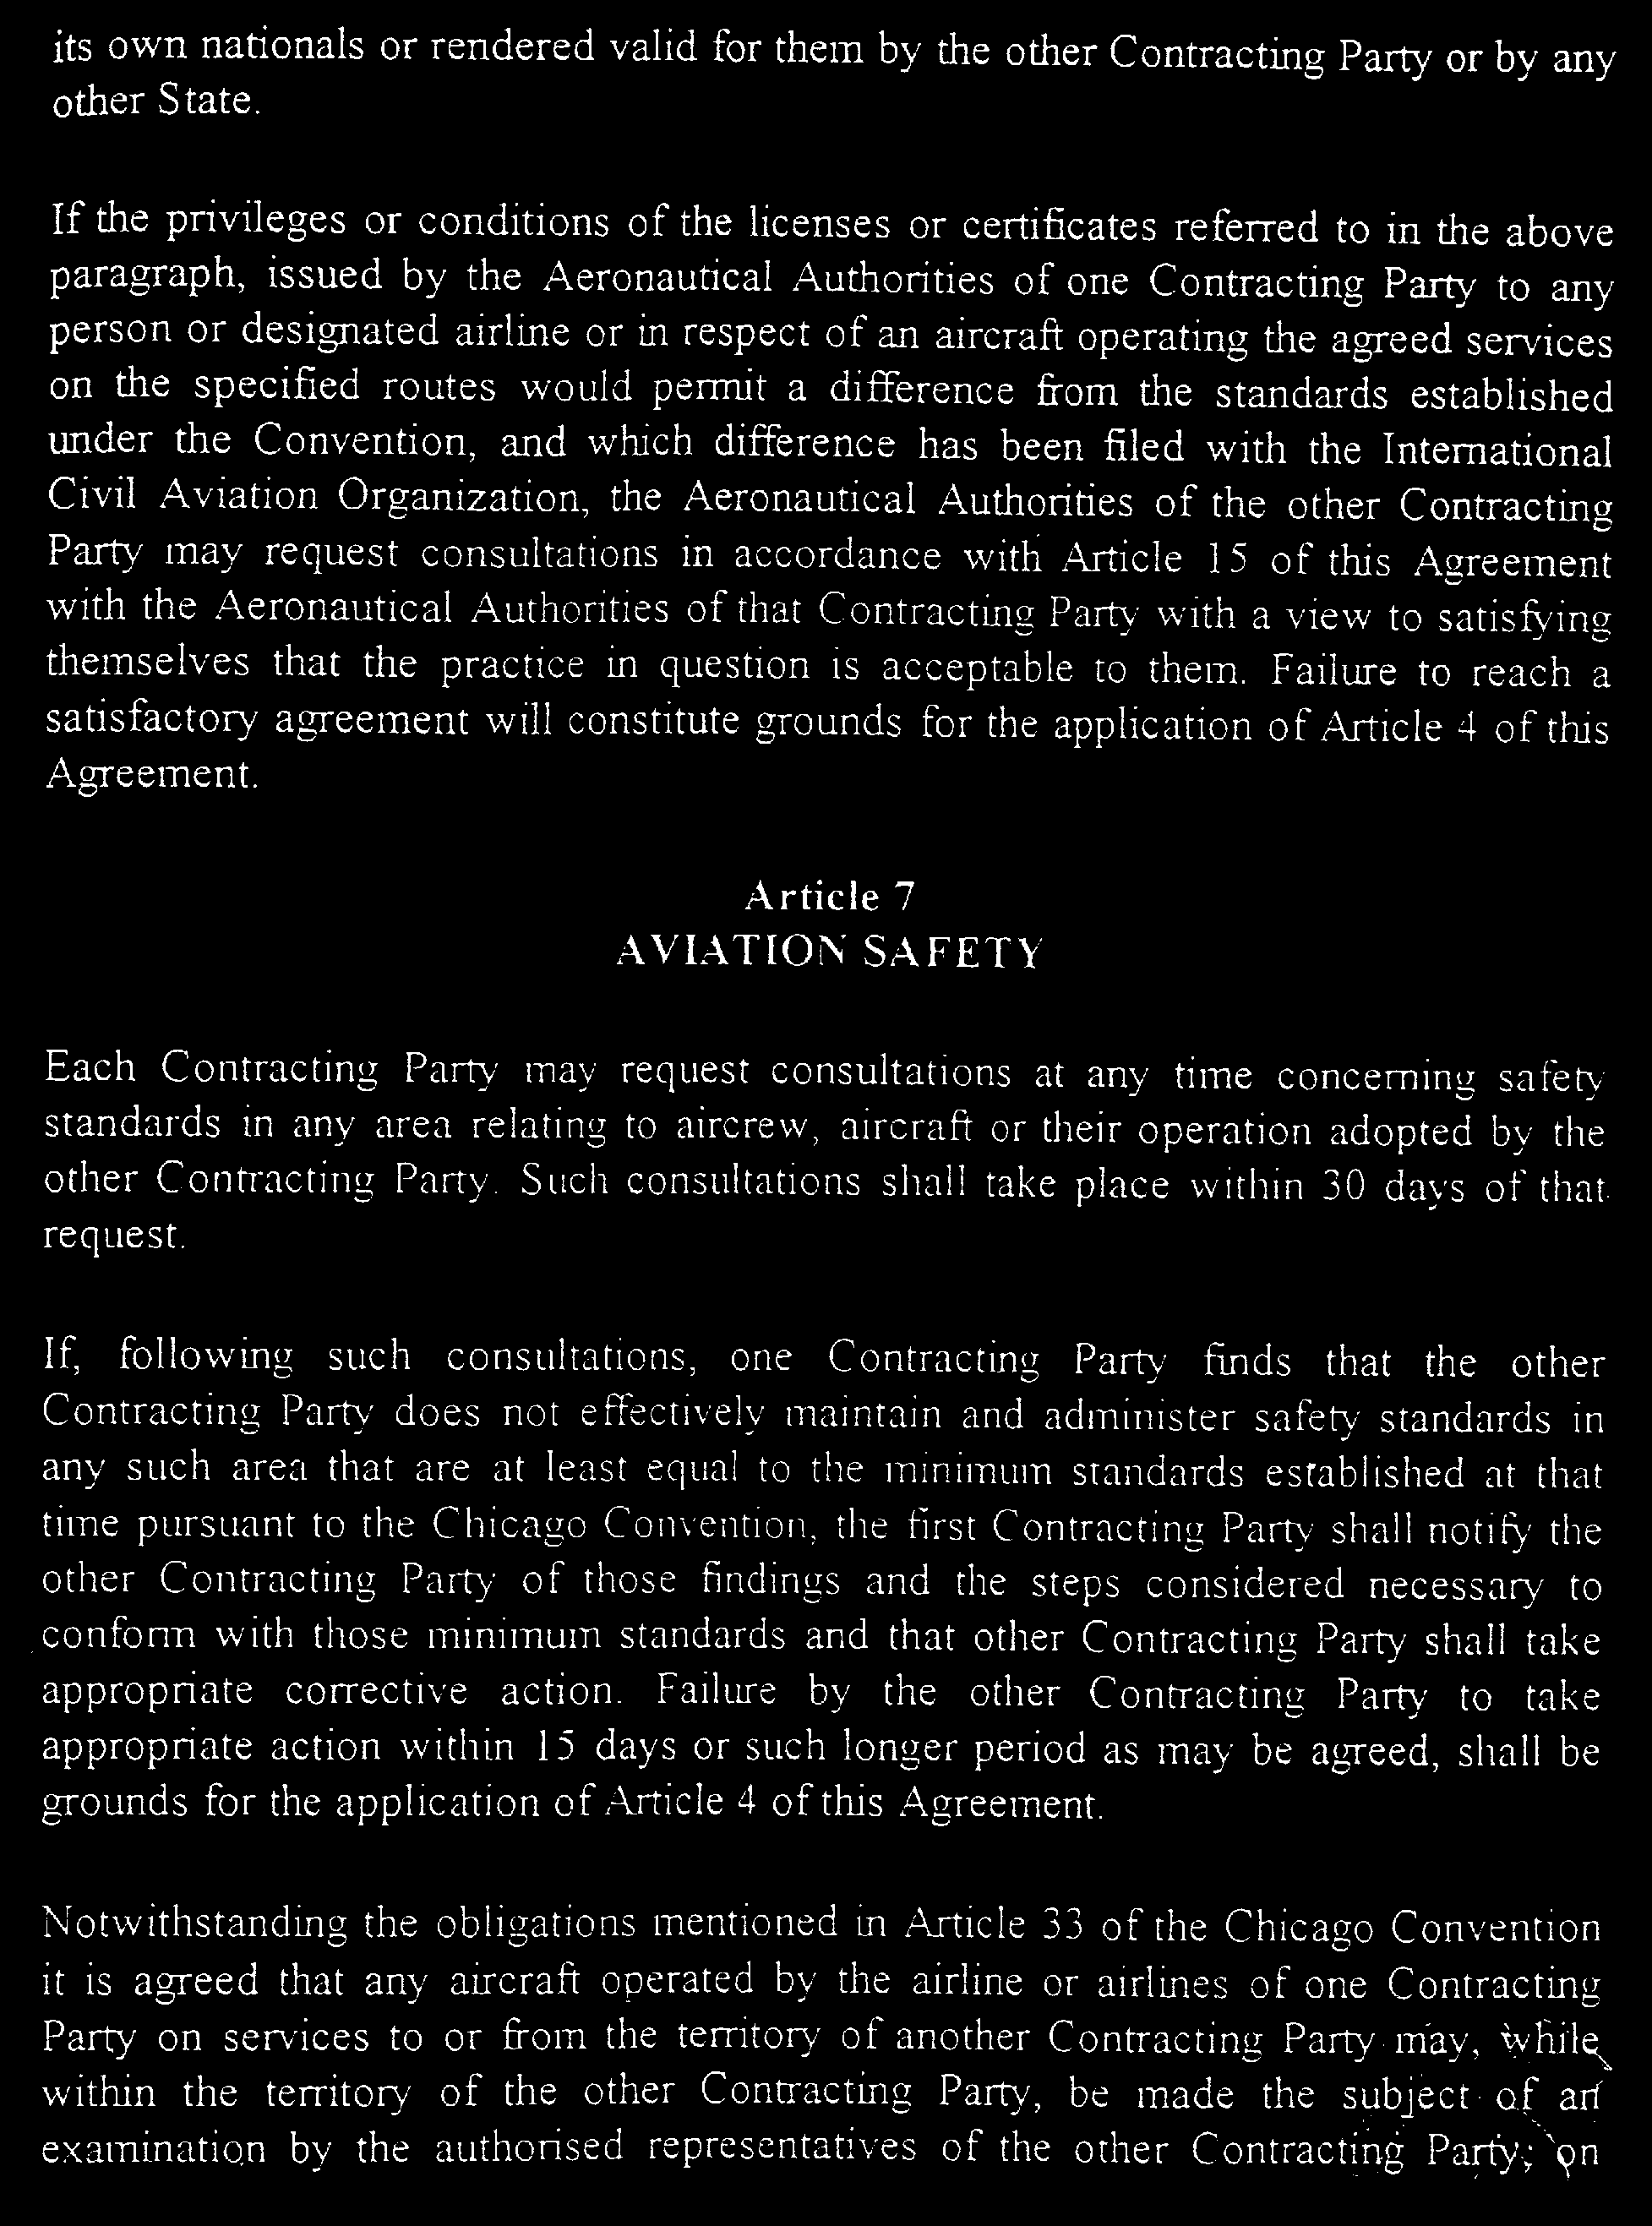 its own nationals or rendered valid for them by the other Contracting Party or by any
other State.
If the privileges or conditions of the licenses or certificates referred to in the above
paragraph, issued by the Aeronautical Authorities of one Contracting Party to any
person or designated airline or in respect of an aircraft operating the agreed services
on the specified routes would permit a difference from the standards established
under the Convention, and which difference has been filed with the International
Civil Aviation Organization, the Aeronautical Authorities of the other Contracting
Party may request consultations in accordance with Article 15 of this Agreement
with the Aeronautical Authorities of that Contracting Party with a view to satisfying
themselves that the practice in question is acceptable to them. Failure to reach a
satisfactory agreement will constitute grounds for the application of Article 4 of this
Agreement.
Article 7
AVIATION SAFETY
Each Contracting Party may request consultations at any time concerning safety
standards in any area relating to aircrew, aircraft or their operation adopted by the
other Contracting Party. Such consultations shall take place within 30 days of that
request.
If, following such consultations, one Contracting Party finds that the other
Contracting Party does not effectively maintain and administer safety standards in
any such area that are at least equal to the minimum standards established at that
time pursuant to the Chicago Convention, the first Contracting Party shall notify the
other Contracting Party of those findings and the steps considered necessary to
conform with those minimum standards and that other Contracting Party shall take
appropriate corrective action. Failure by the other Contracting Party to take
appropriate action within 15 days or such longer period as may be agreed, shall be
grounds for the application of Article 4 of this Agreement.
Notwithstanding the obligations mentioned in Article 33 of the Chicago Convention
it is agreed that any aircraft operated by the airline or airlines of one Contracting
Party on services to or from the territory of another Contracting Party may, while
within the territory of the other Contracting Party, be made the subject of an
examination by the authorised representatives of the other Contracting Party, on